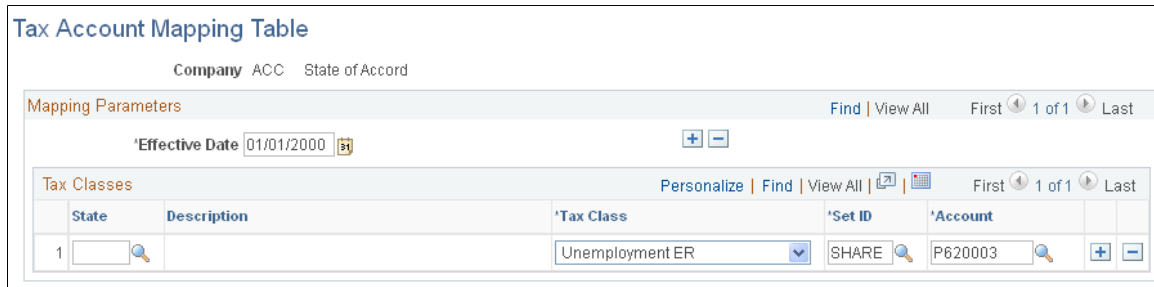 Tax Account Mapping Table
Company ACC State of Accord
Mapping Parameters Find | View All First 1 of 1 Last
*Effective Date 01/01/2000 31
Tax Classes Personalize | Find | View All | | First 1 of 1 Last
State Description *Tax Class *Set ID *Account
1 Unemployment ER SHARE P620003